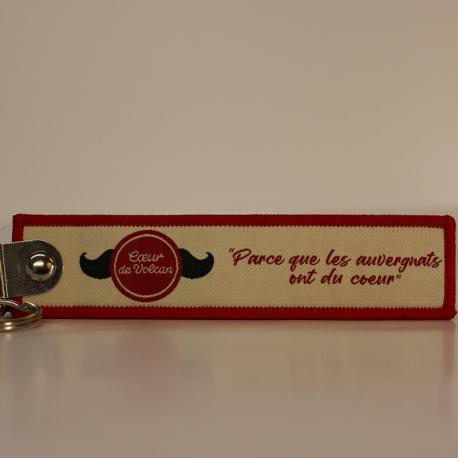 Cœur
de Volcan
"Parce que les auvergnats
ont du coeur"